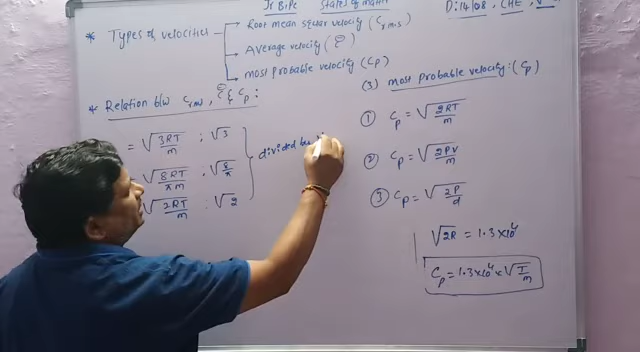 Jr BiPc States of matter D: 14/08, CHE,
* Types of velocities
Root mean square velocity (Crms)
Average velocity (C̄)
most probable velocity (Cp)
* Relation b/w Crms, C̄ & Cp:
= √(3RT/m) ; √3
√(8RT/πm) ; √(8/π)
√(2RT/m) : √2
divided
(3) most probable velocity: (Cp)
① Cp = √(2RT/m)
② Cp = √(2PV/m)
③ Cp = √(2P/d)
√2R = 1.3×10⁴
Cp = 1.3×10⁴ × √(T/m)